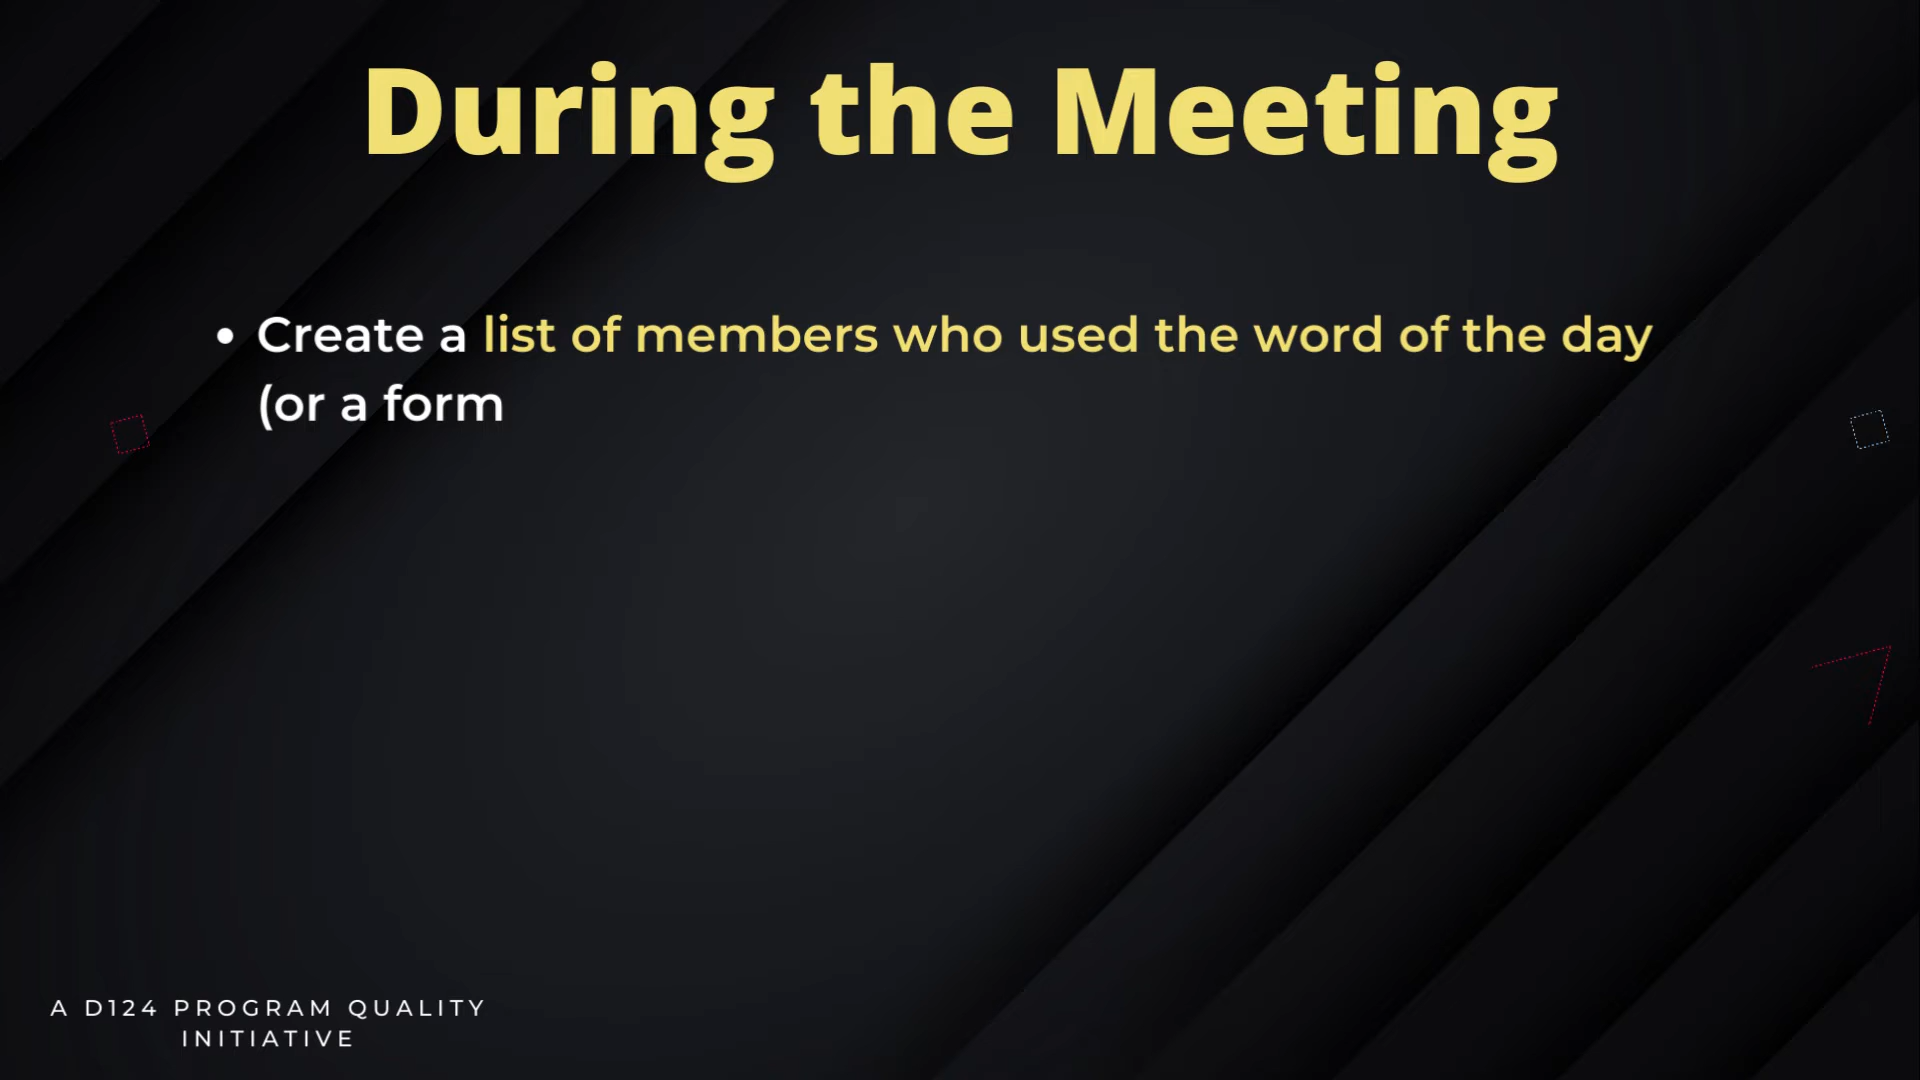 During the Meeting
• Create a list of members who used the word of the day
(or a form
A D124 PROGRAM QUALITY
INITIATIVE